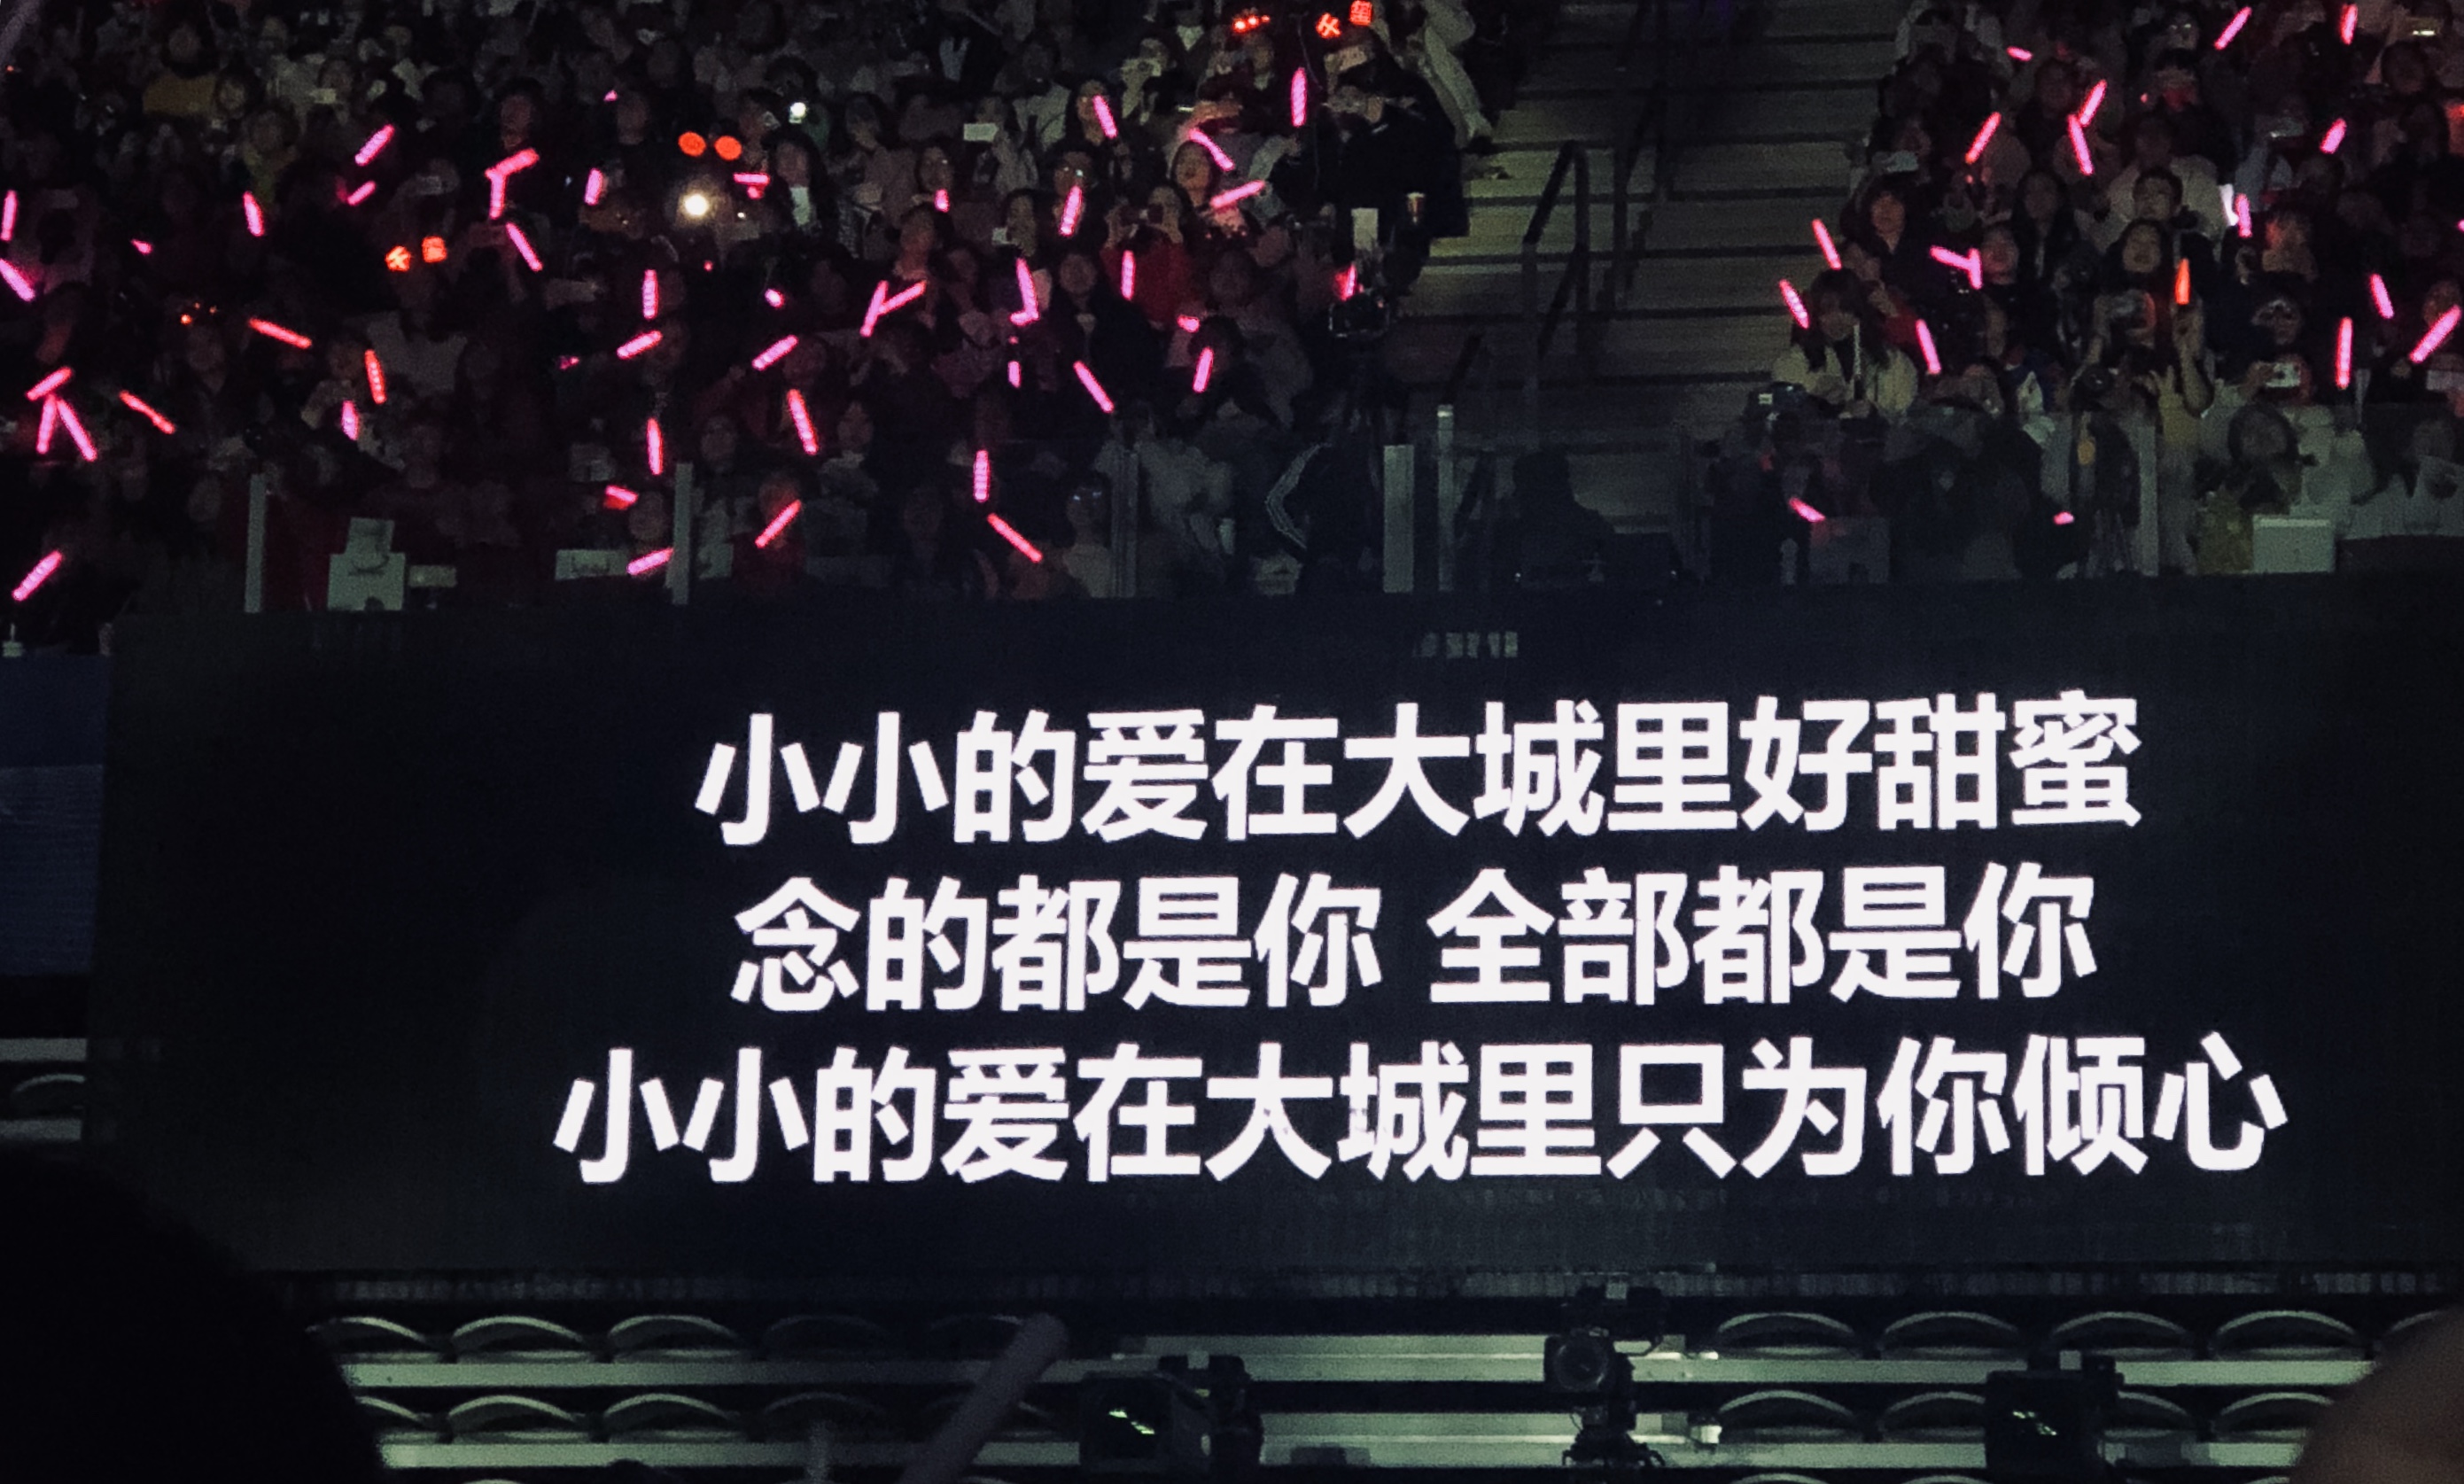 小小的爱在大城里好甜蜜
念的都是你 全部都是你
小小的爱在大城里只为你倾心